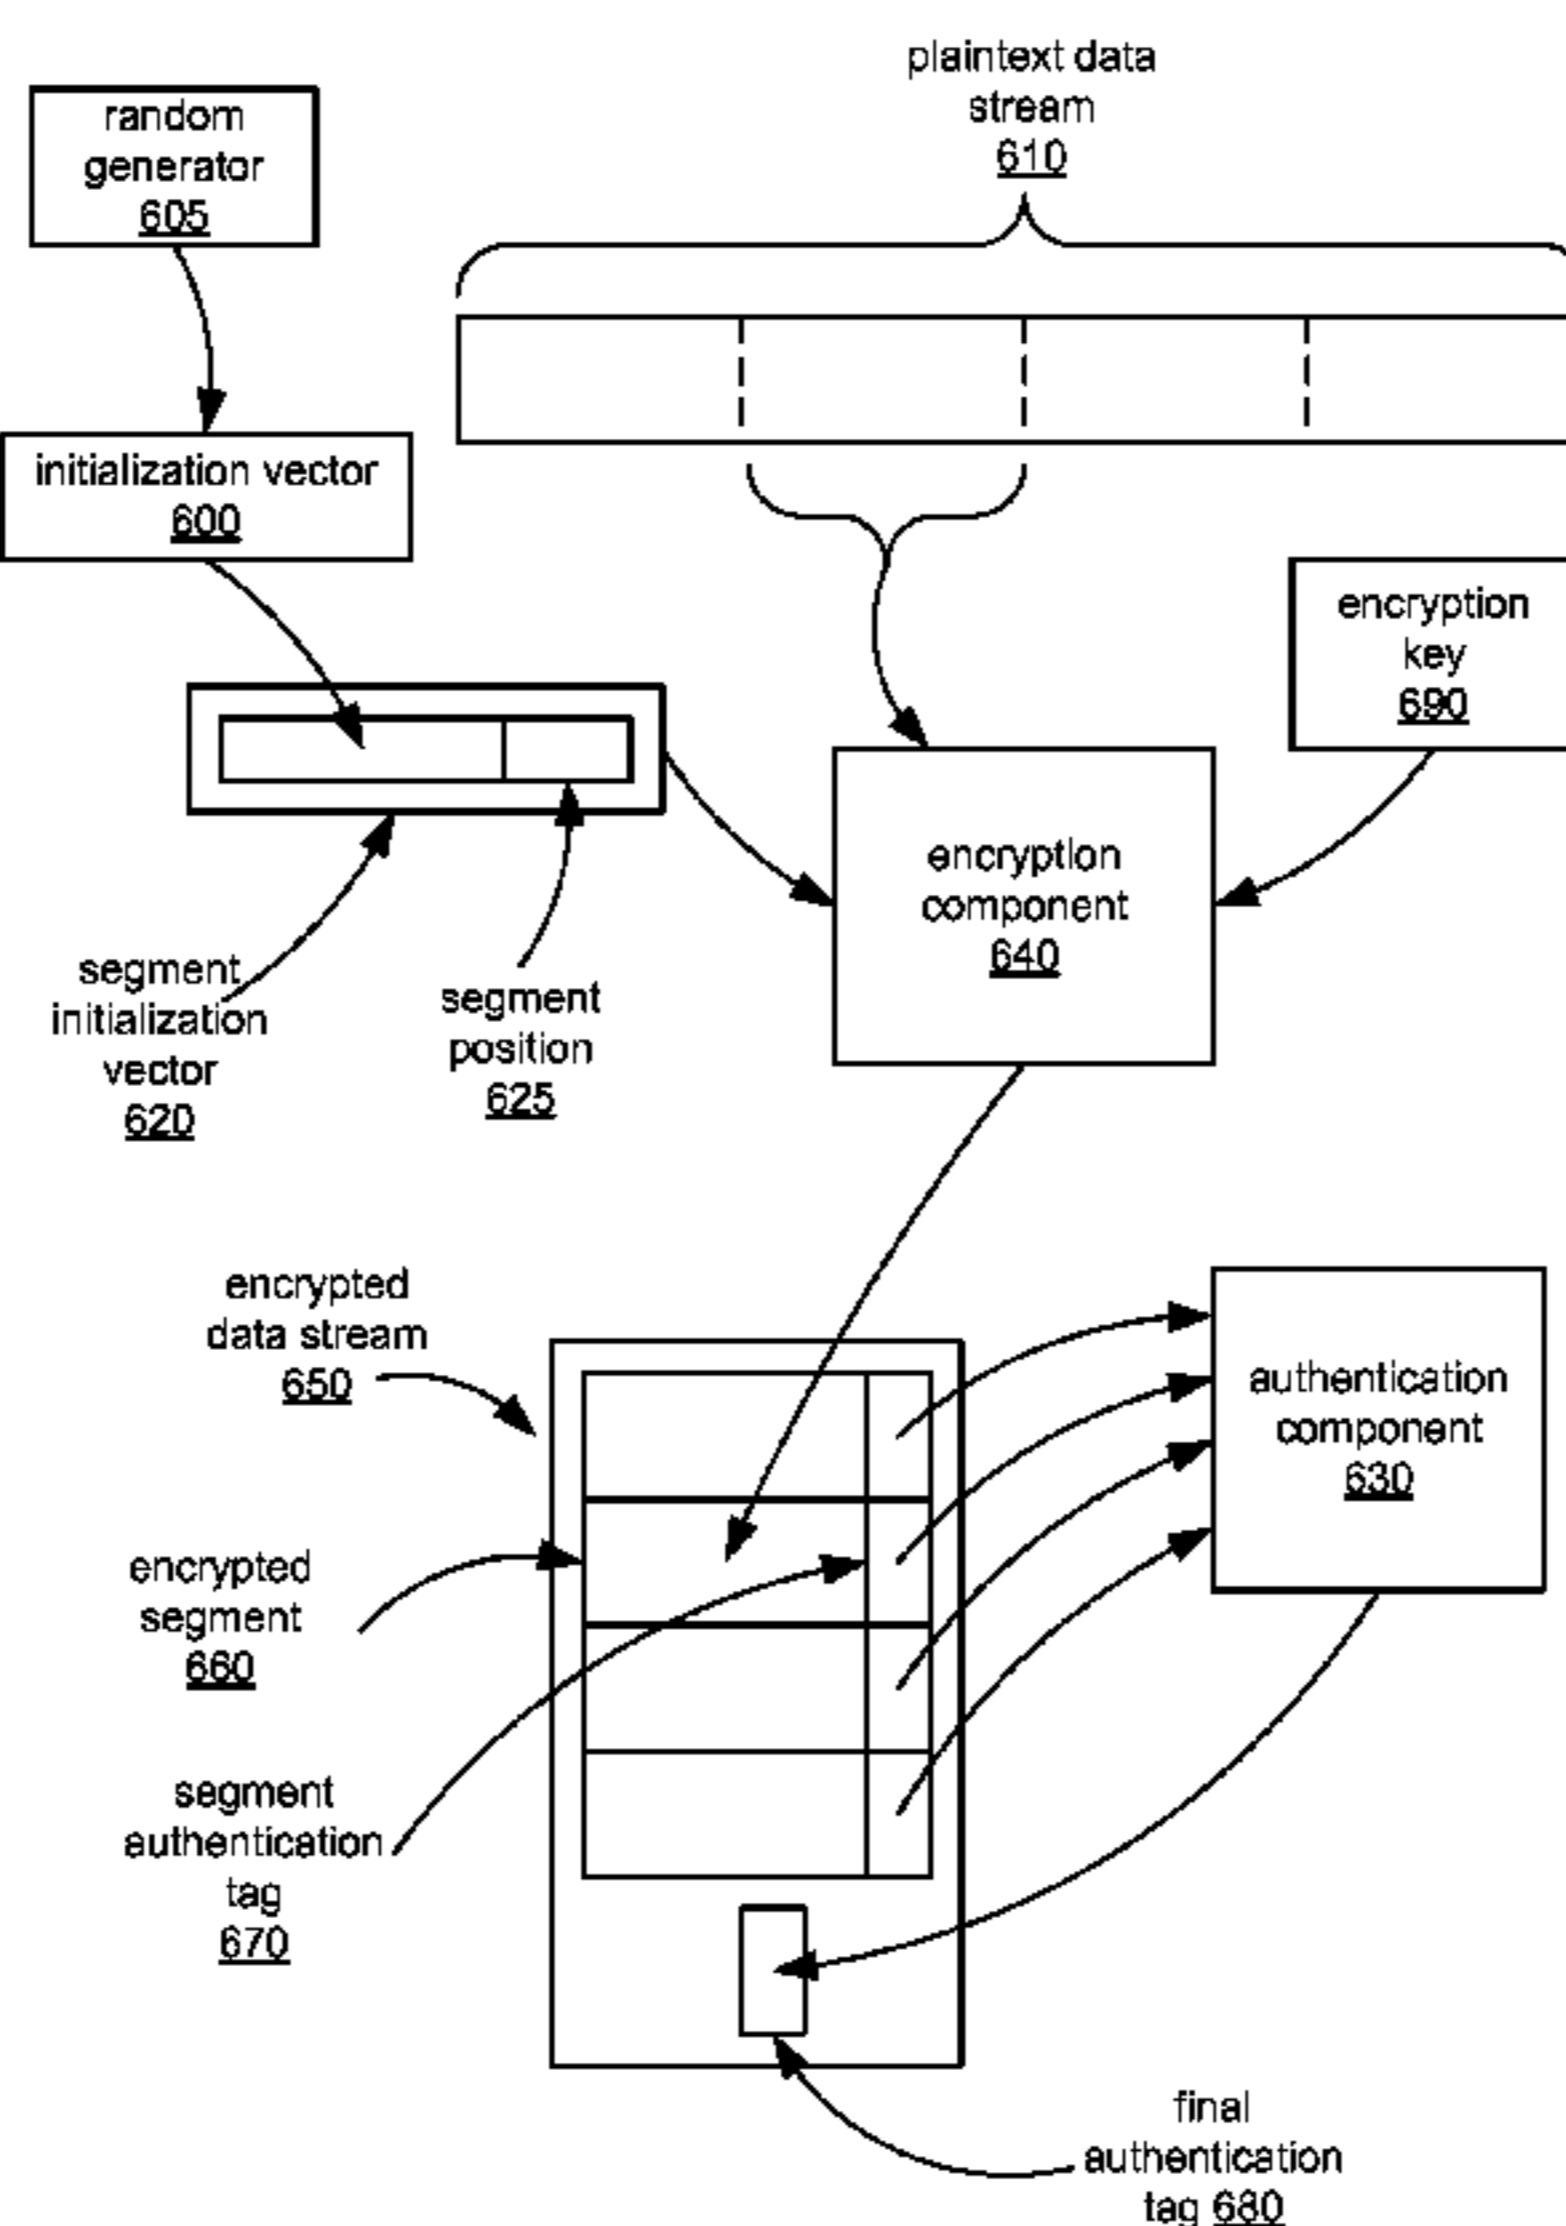 plaintext data
stream
610
random
generator
605
initialization vector
600
encryption
key
690
encryption
component
640
segment
initialization
vector
620
segment
position
625
encrypted
data stream
650
authentication
component
630
encrypted
segment
660
segment
authentication
tag
670
final
authentication
tag 680